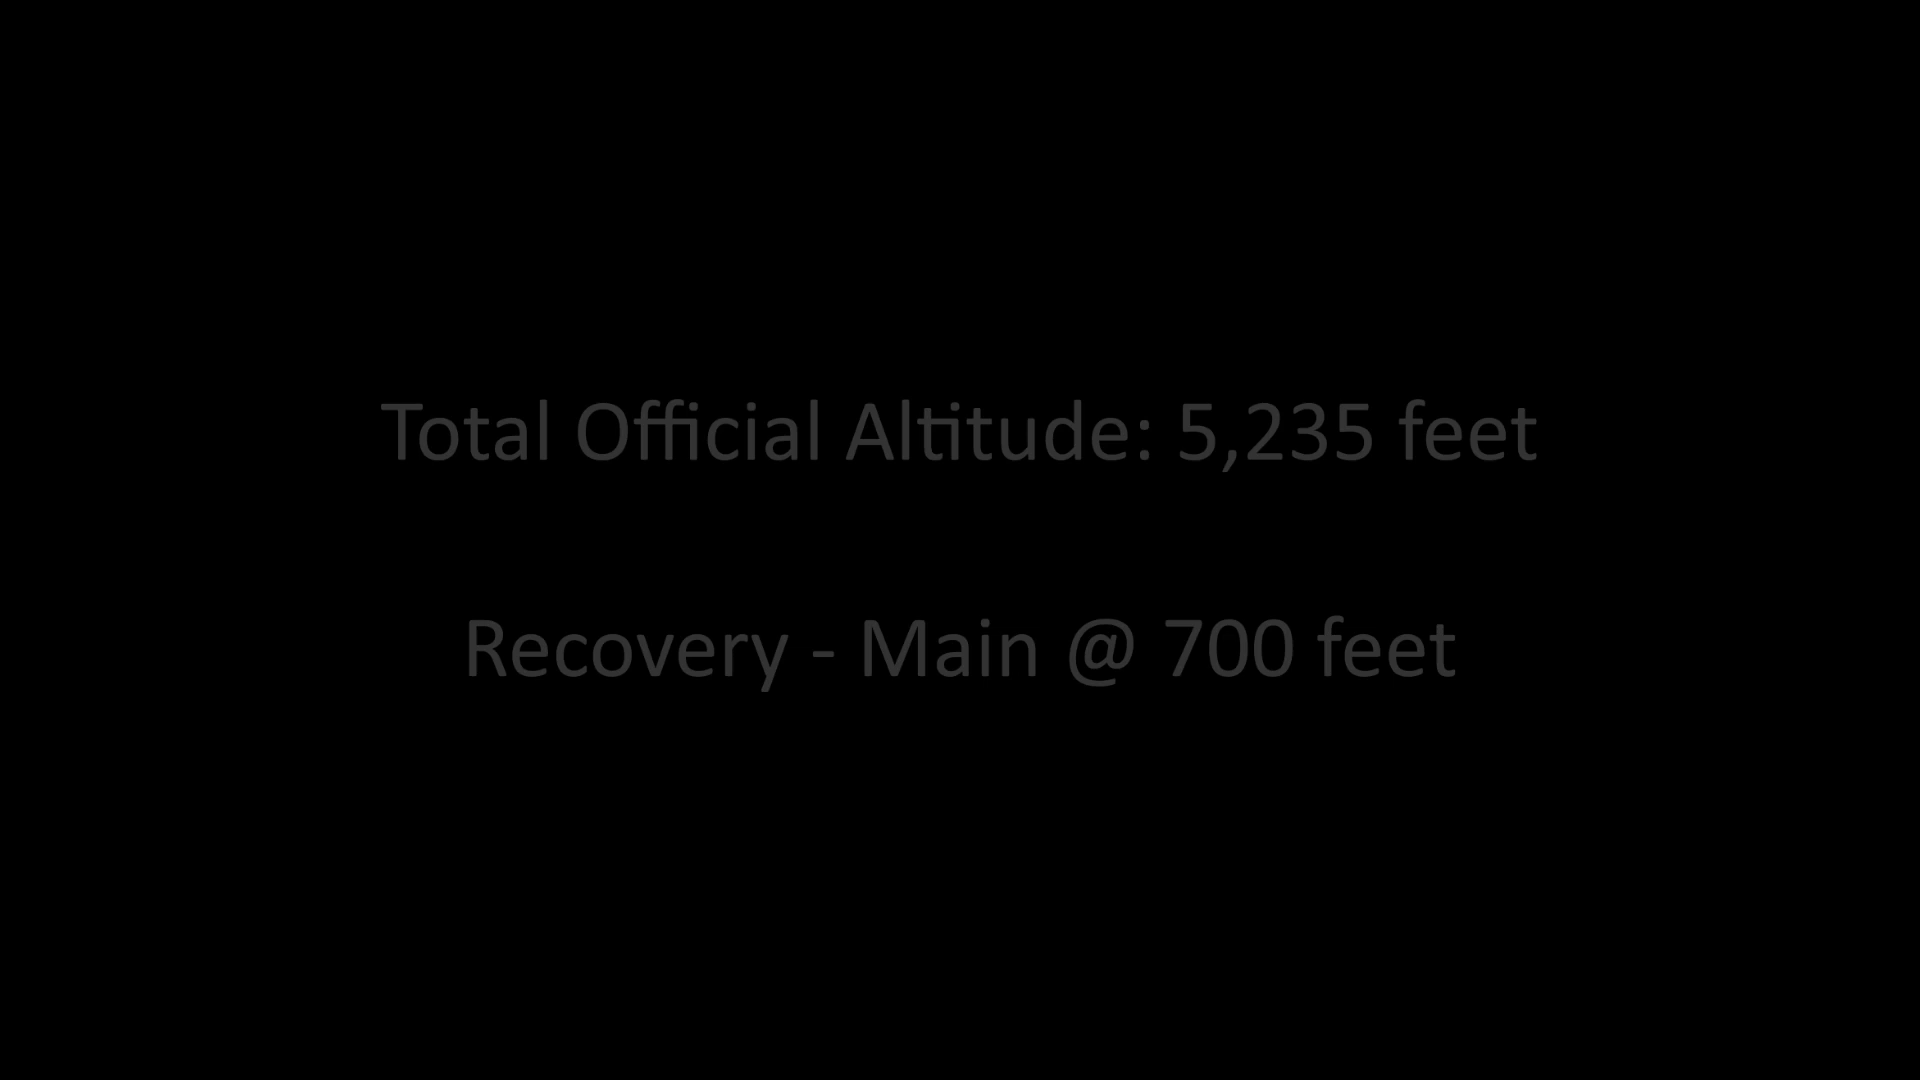 Total Official Altitude: 5,235 feet
Recovery - Main @ 700 feet